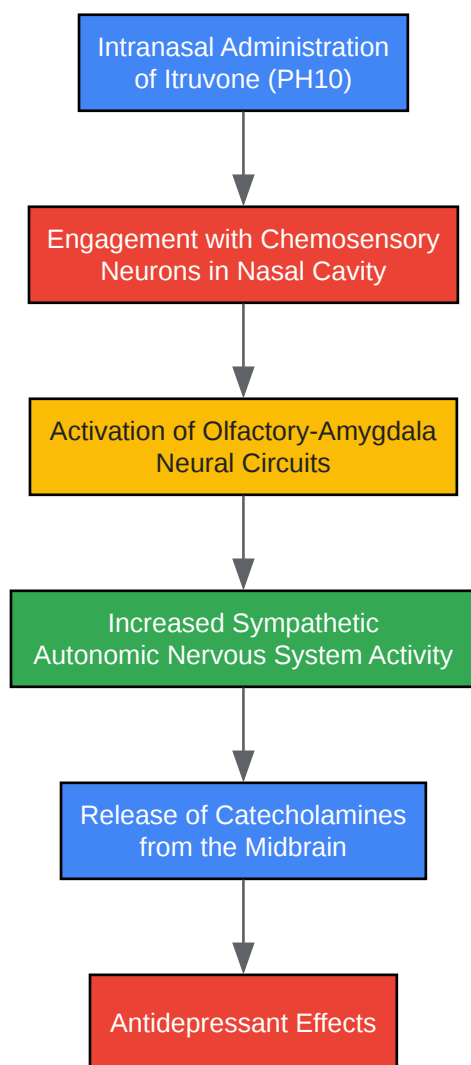 Intranasal Administration
of Itruvone (PH10)
Engagement with Chemosensory
Neurons in Nasal Cavity
Activation of Olfactory-Amygdala
Neural Circuits
Increased Sympathetic
Autonomic Nervous System Activity
Release of Catecholamines
from the Midbrain
Antidepressant Effects